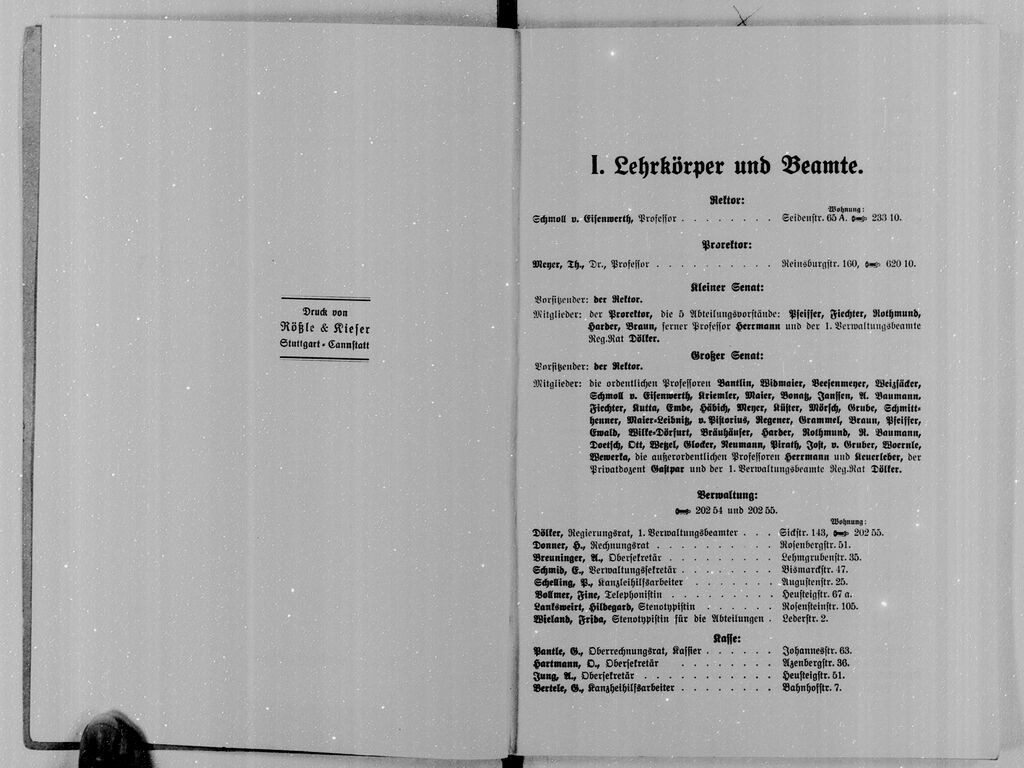 Druck von
Rößle & Kieser
Stuttgart-Cannstatt
I. Lehrkörper und Beamte.
Rektor:
Wohnung:
Schmoll v. Eisenwerth, Professor . . . . . . . . Seidenstr. 65 A. 233 10.
Prorektor:
Meyer, Th., Dr., Professor . . . . . . . . . . Reinsburgstr. 160, 620 10.
Kleiner Senat:
Vorsitzender: der Rektor.
Mitglieder: der Prorektor, die 5 Abteilungsvorstände: Pfeiffer, Fiechter, Rothmund,
Harder, Braun, ferner Professor Herrmann und der 1. Verwaltungsbeamte
Reg.Rat Dölker.
Großer Senat:
Vorsitzender: der Rektor.
Mitglieder: die ordentlichen Professoren Bantlin, Widmaier, Veesenmeyer, Weizsäcker,
Schmoll v. Eisenwerth, Kriemler, Maier, Bonatz, Janssen, A. Baumann,
Fiechter, Kutta, Emde, Häbich, Meyer, Küster, Mörsch, Grube, Schmitt-
henner, Maier-Leibnitz, v. Pistorius, Regener, Grammel, Braun, Pfeiffer,
Ewald, Wilke-Dörfurt, Bräuhäuser, Harder, Rothmund, R. Baumann,
Doetsch, Ott, Wetzel, Glocker, Neumann, Pirath, Jost, v. Gruber, Woernle,
Wewerka, die außerordentlichen Professoren Herrmann und Keuerleber, der
Privatdozent Gastpar und der 1. Verwaltungsbeamte Reg.Rat Dölker.
Verwaltung:
202 54 und 202 55.
Wohnung:
Dölker, Regierungsrat, 1. Verwaltungsbeamter . . . Sickstr. 143, 202 55.
Donner, H., Rechnungsrat . . . . . . . . . . Rosenbergstr. 51.
Breuninger, A., Obersekretär . . . . . . . . . Lehmgrubenstr. 35.
Schmid, E., Verwaltungssekretär . . . . . . . . Bismarckstr. 47.
Schelling, P., Kanzleihilfsarbeiter . . . . . . . Augustenstr. 25.
Vollmer, Fine, Telephonistin . . . . . . . . . Heusteigstr. 67 a.
Lanksweirt, Hildegard, Stenotypistin . . . . . . Rosensteinstr. 105.
Wieland, Frida, Stenotypistin für die Abteilungen . Lederstr. 2.
Kasse:
Pantle, G., Oberrechnungsrat, Kassier . . . . . . Johannesstr. 63.
Hartmann, O., Obersekretär . . . . . . . . Azenbergstr. 36.
Jung, A., Obersekretär . . . . . . . . . . . Heusteigstr. 51.
Bertele, G., Kanzleihilfsarbeiter . . . . . . . . Bahnhofstr. 7.